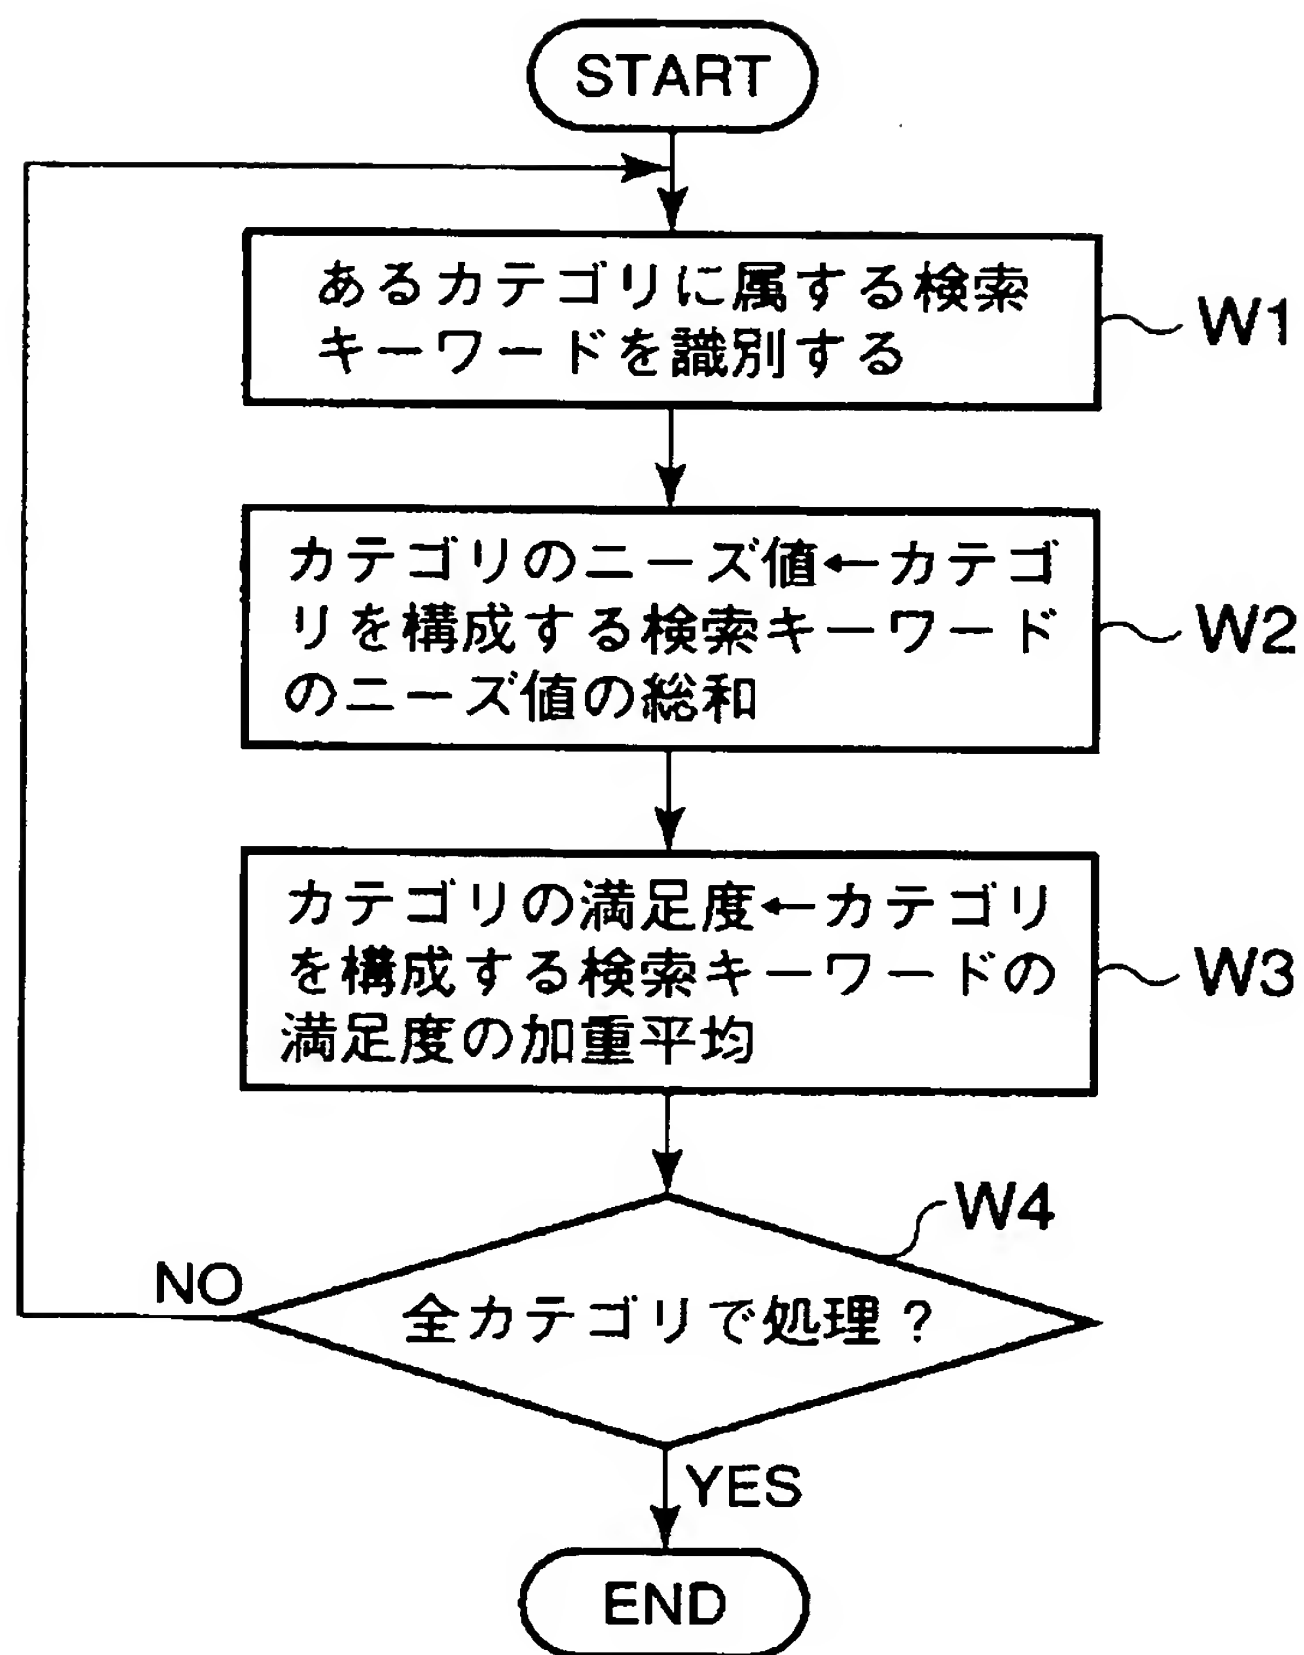 START
あるカテゴリに属する検索
キーワードを識別する
W1
カテゴリのニーズ値←カテゴ
リを構成する検索キーワード
のニーズ値の総和
W2
カテゴリの満足度←カテゴリ
を構成する検索キーワードの
満足度の加重平均
W3
W4
NO
全カテゴリで処理？
YES
END